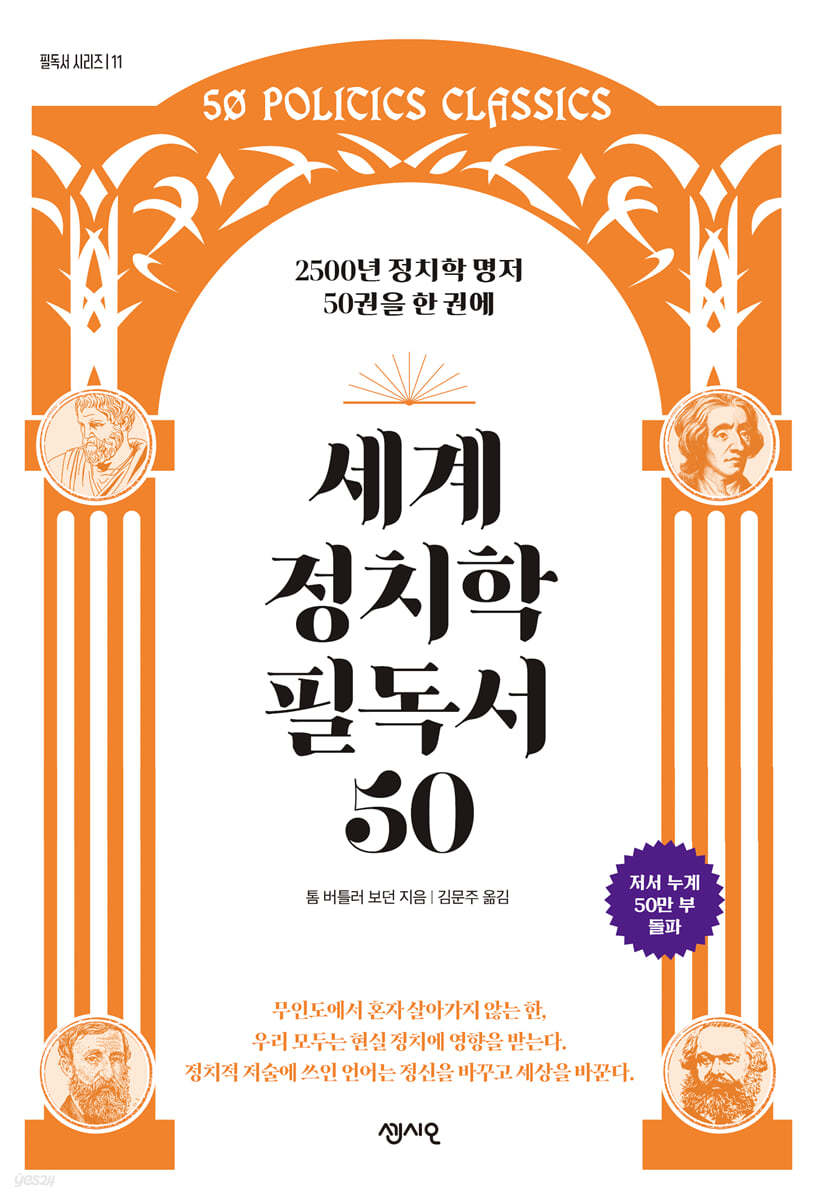 필독서 시리즈 | 11
50 POLITICS CLASSICS
2500년 정치학 명저
50권을 한 권에
세계
정치학
필독서
50
톰 버틀러 보던 지음 | 김문주 옮김
저서 누계
50만 부
돌파
무인도에서 혼자 살아가지 않는 한,
우리 모두는 현실 정치에 영향을 받는다.
정치적 저술에 쓰인 언어는 정신을 바꾸고 세상을 바꾼다.
센시오
yes24